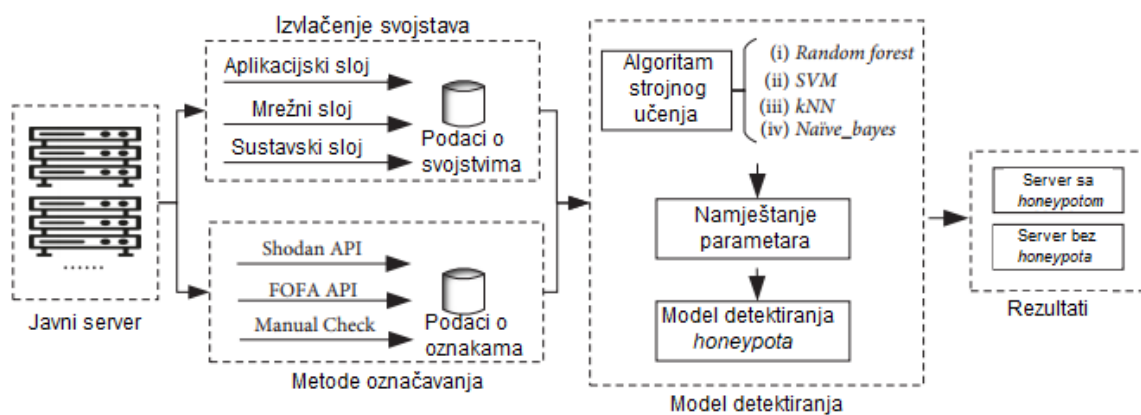 Izvlačenje svojstava
Aplikacijski sloj
Mrežni sloj
Sustavski sloj
Podaci o
svojstvima
......
Javni server
Shodan API
FOFA API
Manual Check
Podaci o
oznakama
Metode označavanja
Algoritam
strojnog
učenja
(i) Random forest
(ii) SVM
(iii) kNN
(iv) Naïve_bayes
Namještanje
parametara
Model detektiranja
honeypota
Model detektiranja
Server sa
honeypotom
Server bez
honeypota
Rezultati